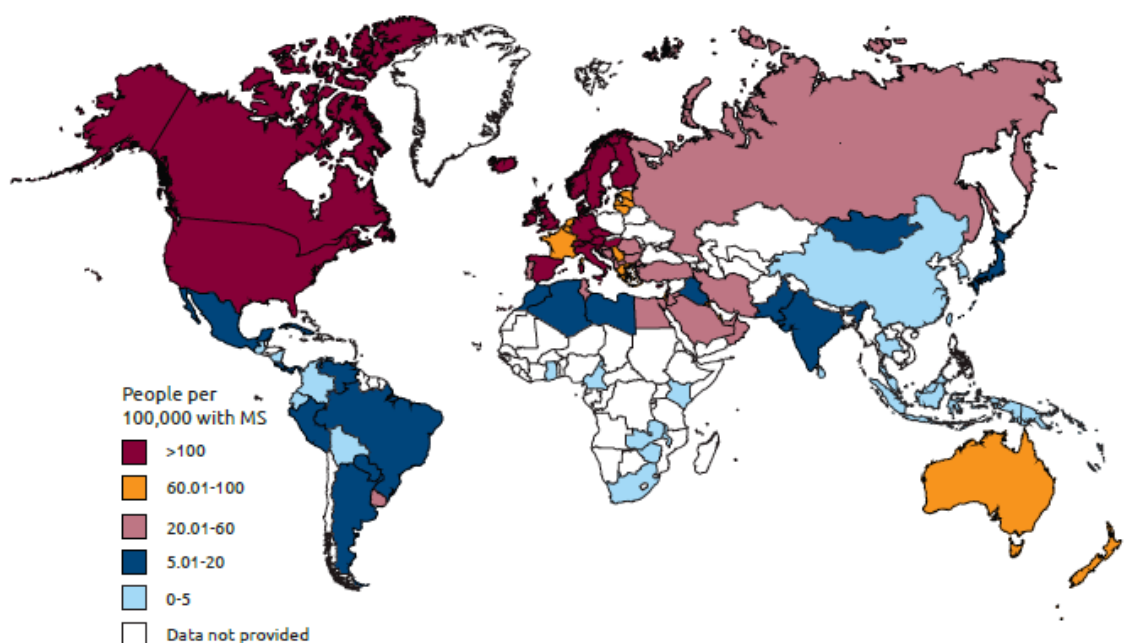 People per
100,000 with MS
>100
60.01-100
20.01-60
5.01-20
0-5
Data not provided